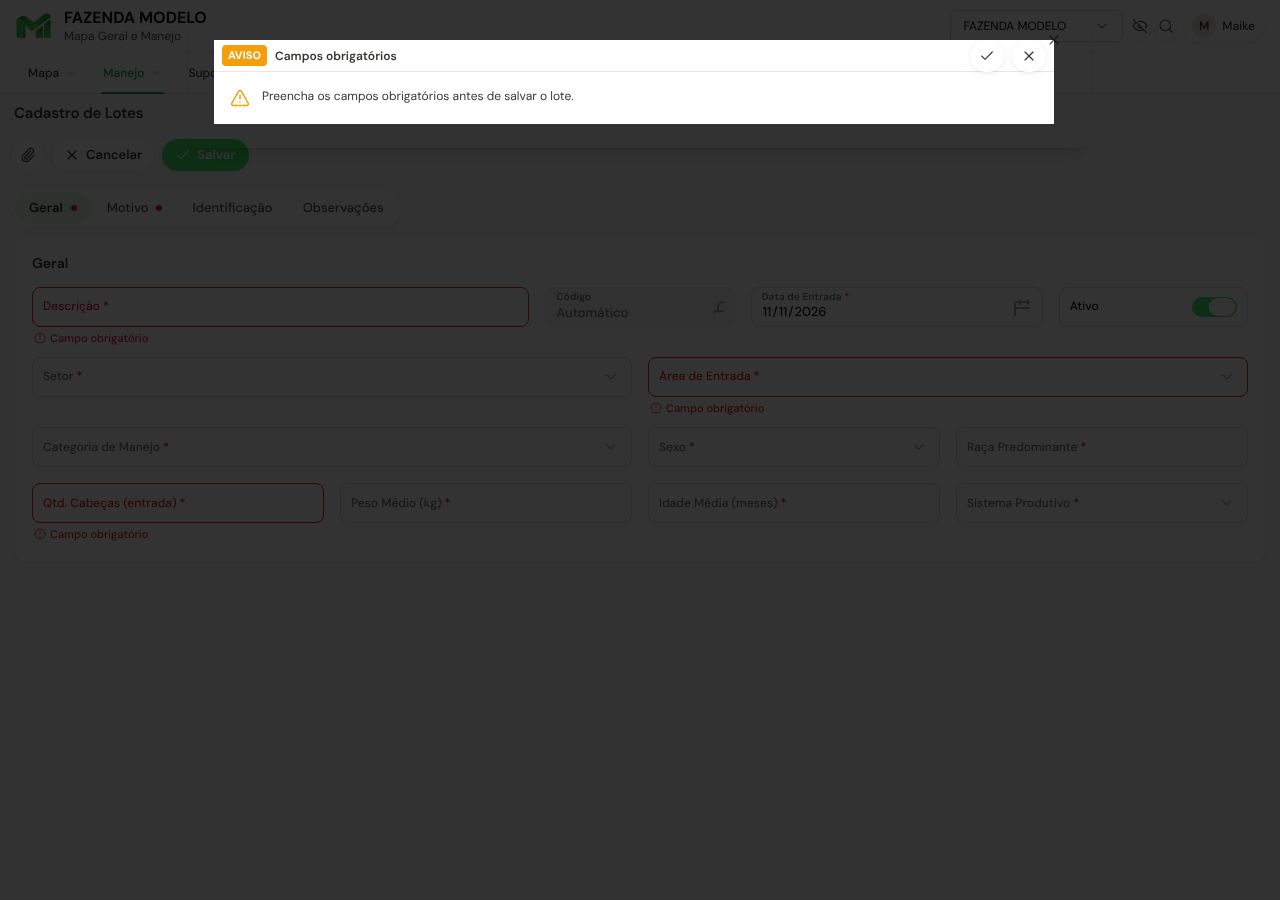 FAZENDA MODELO
Mapa Geral e Manejo
FAZENDA MODELO
M
Maike
Mapa
Manejo
Supo
AVISO
Campos obrigatórios
Preencha os campos obrigatórios antes de salvar o lote.
Cadastro de Lotes
Cancelar
Salvar
Geral
Motivo
Identificação
Observações
Geral
Descrição *
Campo obrigatório
Código
Automático
Data de Entrada *
11/11/2026
Ativo
Setor *
Área de Entrada *
Campo obrigatório
Categoria de Manejo *
Sexo *
Raça Predominante *
Qtd. Cabeças (entrada) *
Campo obrigatório
Peso Médio (kg) *
Idade Média (meses) *
Sistema Produtivo *